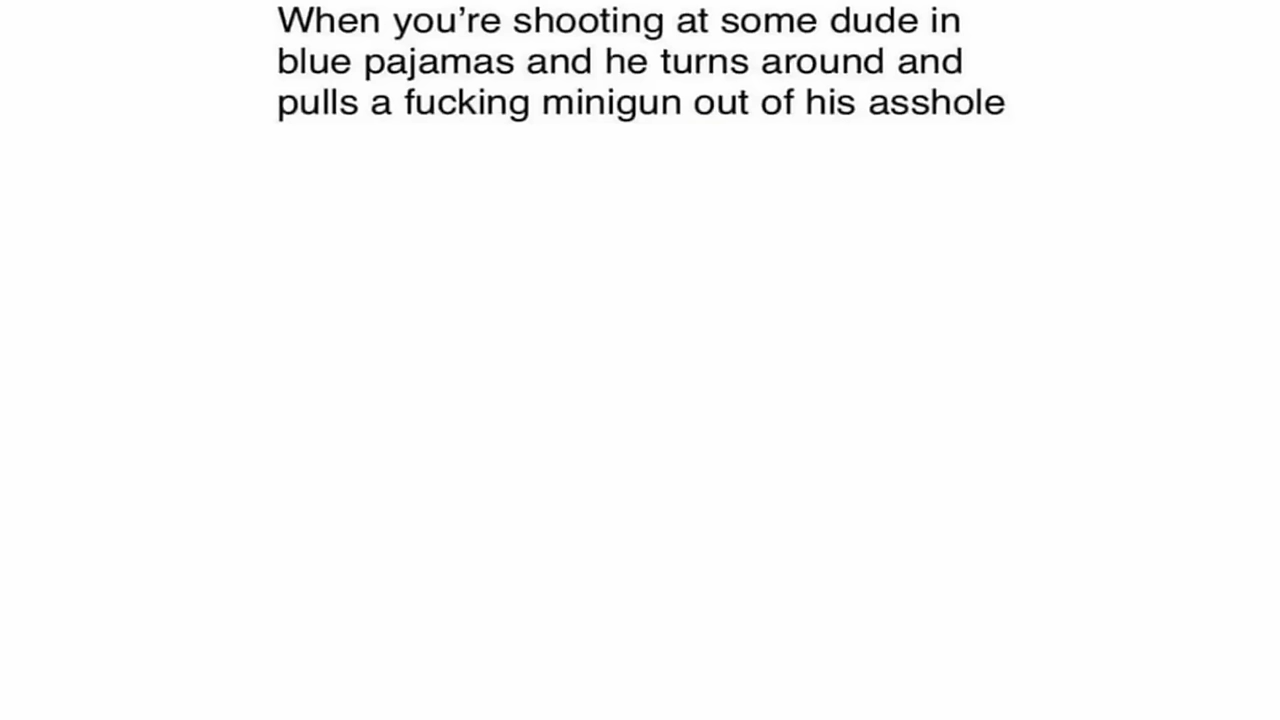 When you’re shooting at some dude in
blue pajamas and he turns around and
pulls a fucking minigun out of his asshole